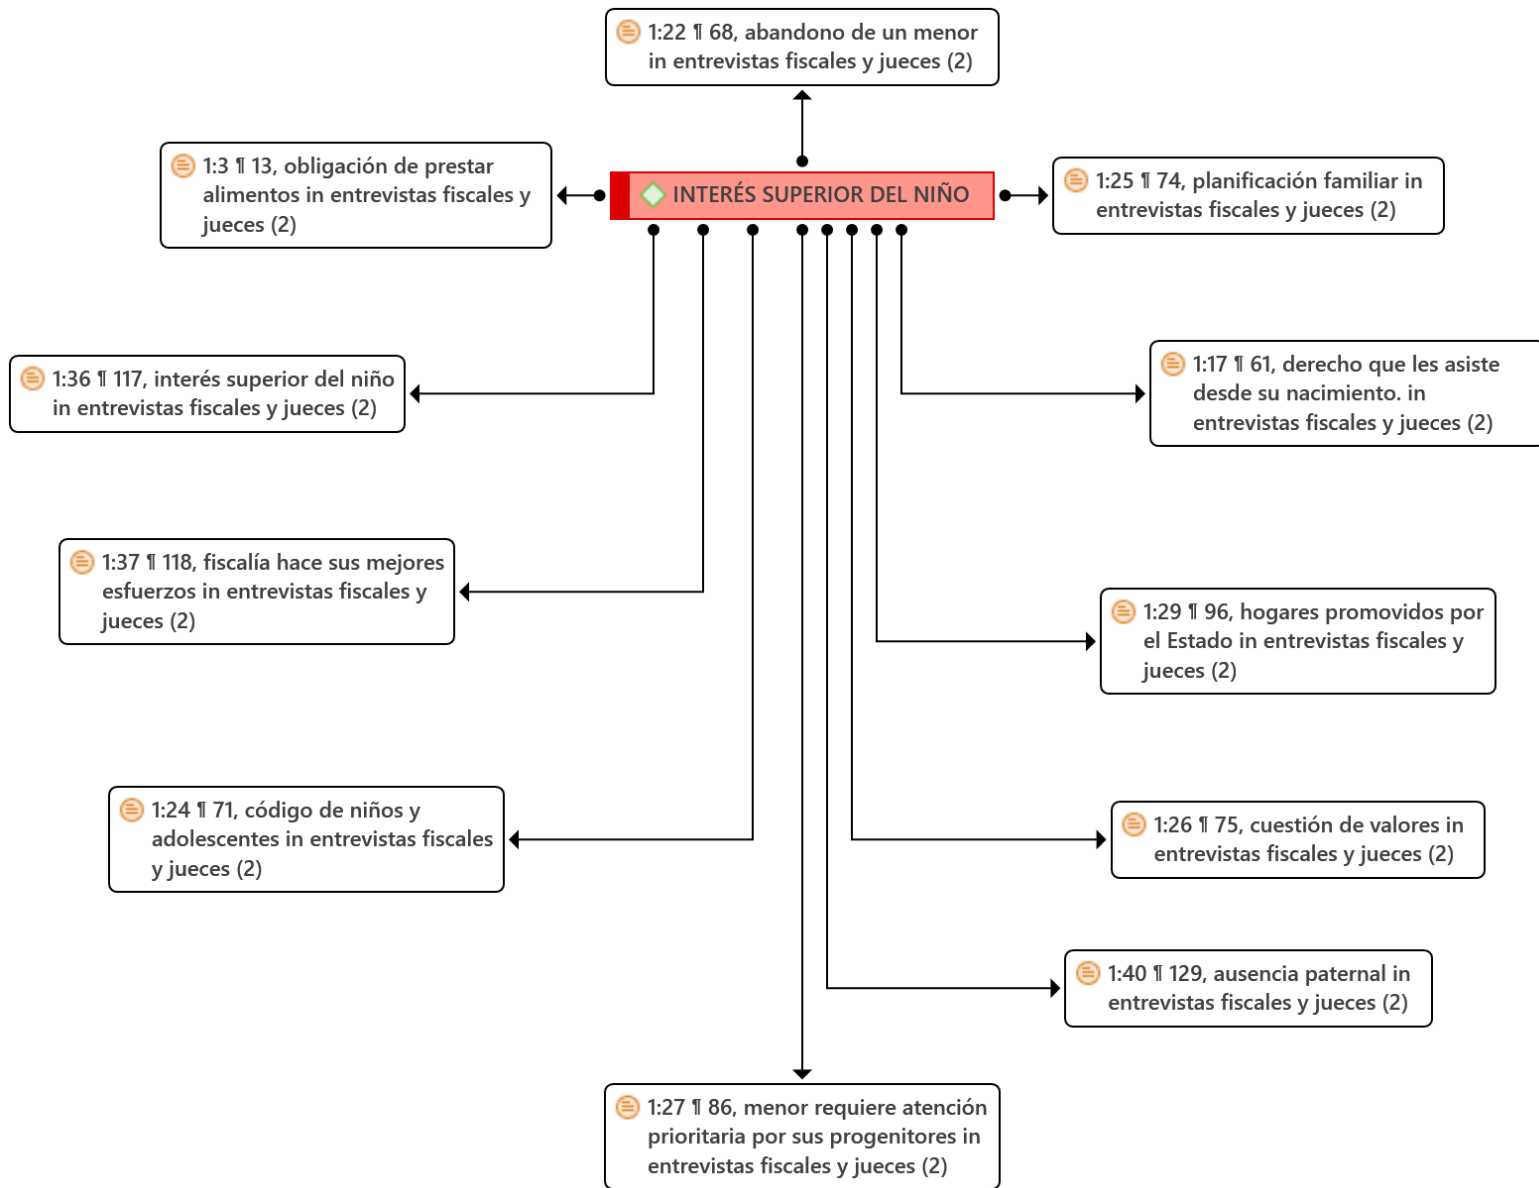 1:22 ¶ 68, abandono de un menor
in entrevistas fiscales y jueces (2)
1:3 ¶ 13, obligación de prestar
alimentos in entrevistas fiscales y
jueces (2)
INTERÉS SUPERIOR DEL NIÑO
1:25 ¶ 74, planificación familiar in
entrevistas fiscales y jueces (2)
1:36 ¶ 117, interés superior del niño
in entrevistas fiscales y jueces (2)
1:17 ¶ 61, derecho que les asiste
desde su nacimiento. in
entrevistas fiscales y jueces (2)
1:37 ¶ 118, fiscalía hace sus mejores
esfuerzos in entrevistas fiscales y
jueces (2)
1:29 ¶ 96, hogares promovidos por
el Estado in entrevistas fiscales y
jueces (2)
1:24 ¶ 71, código de niños y
adolescentes in entrevistas fiscales
y jueces (2)
1:26 ¶ 75, cuestión de valores in
entrevistas fiscales y jueces (2)
1:40 ¶ 129, ausencia paternal in
entrevistas fiscales y jueces (2)
1:27 ¶ 86, menor requiere atención
prioritaria por sus progenitores in
entrevistas fiscales y jueces (2)